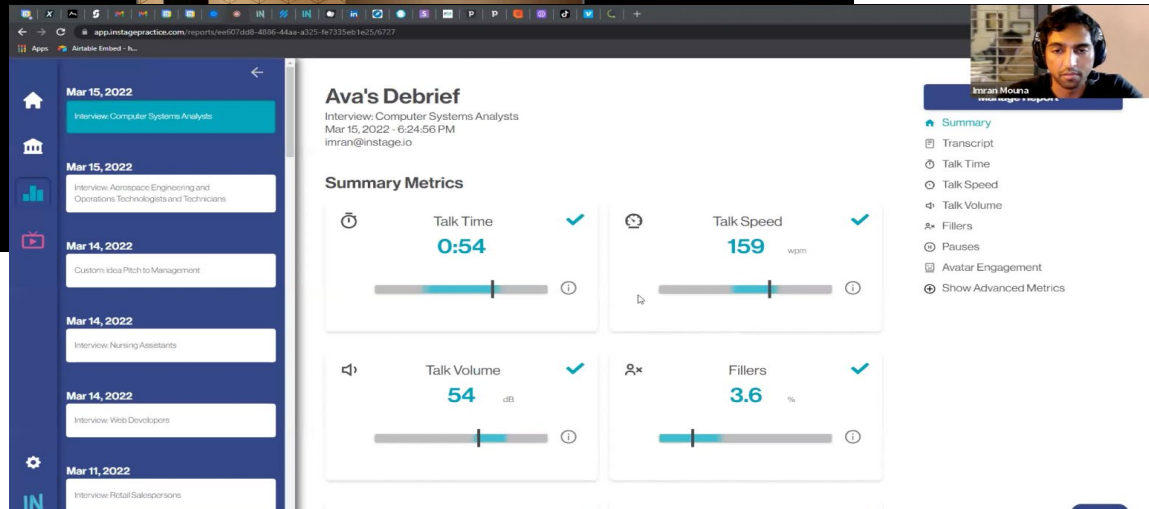 app.instagepractice.com/reports/ee607dd8-4886-44aa-a325-fe7335eb1e25/6727
Apps
Airtable Embed - h...
Mar 15, 2022
Interview: Computer Systems Analysts
Mar 15, 2022
Interview: Aerospace Engineering and
Operations Technologists and Technicians
Mar 14, 2022
Custom: Idea Pitch to Management
Mar 14, 2022
Interview: Nursing Assistants
Mar 14, 2022
Interview: Web Developers
Mar 11, 2022
Interview: Retail Salespersons
IN
Ava's Debrief
Interview: Computer Systems Analysts
Mar 15, 2022 - 6:24:56 PM
imran@instage.io
Summary Metrics
Talk Time
0:54
Talk Speed
159 wpm
Talk Volume
54 dB
Fillers
3.6 %
Imran Mouna
Manage Report
Summary
Transcript
Talk Time
Talk Speed
Talk Volume
Fillers
Pauses
Avatar Engagement
Show Advanced Metrics